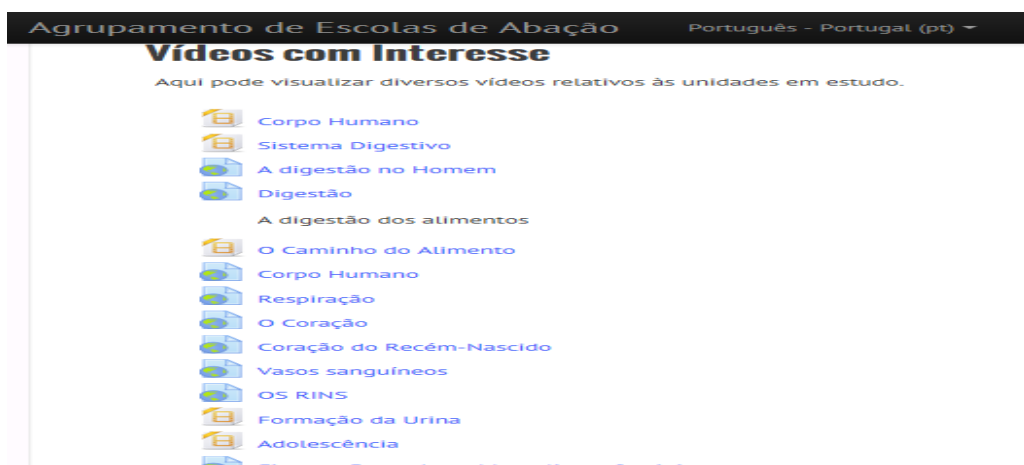 Agrupamento de Escolas de Abação Português - Portugal (pt)
Vídeos com Interesse
Aqui pode visualizar diversos vídeos relativos às unidades em estudo.
Corpo Humano
Sistema Digestivo
A digestão no Homem
Digestão
A digestão dos alimentos
O Caminho do Alimento
Corpo Humano
Respiração
O Coração
Coração do Recém-Nascido
Vasos sanguíneos
OS RINS
Formação da Urina
Adolescência